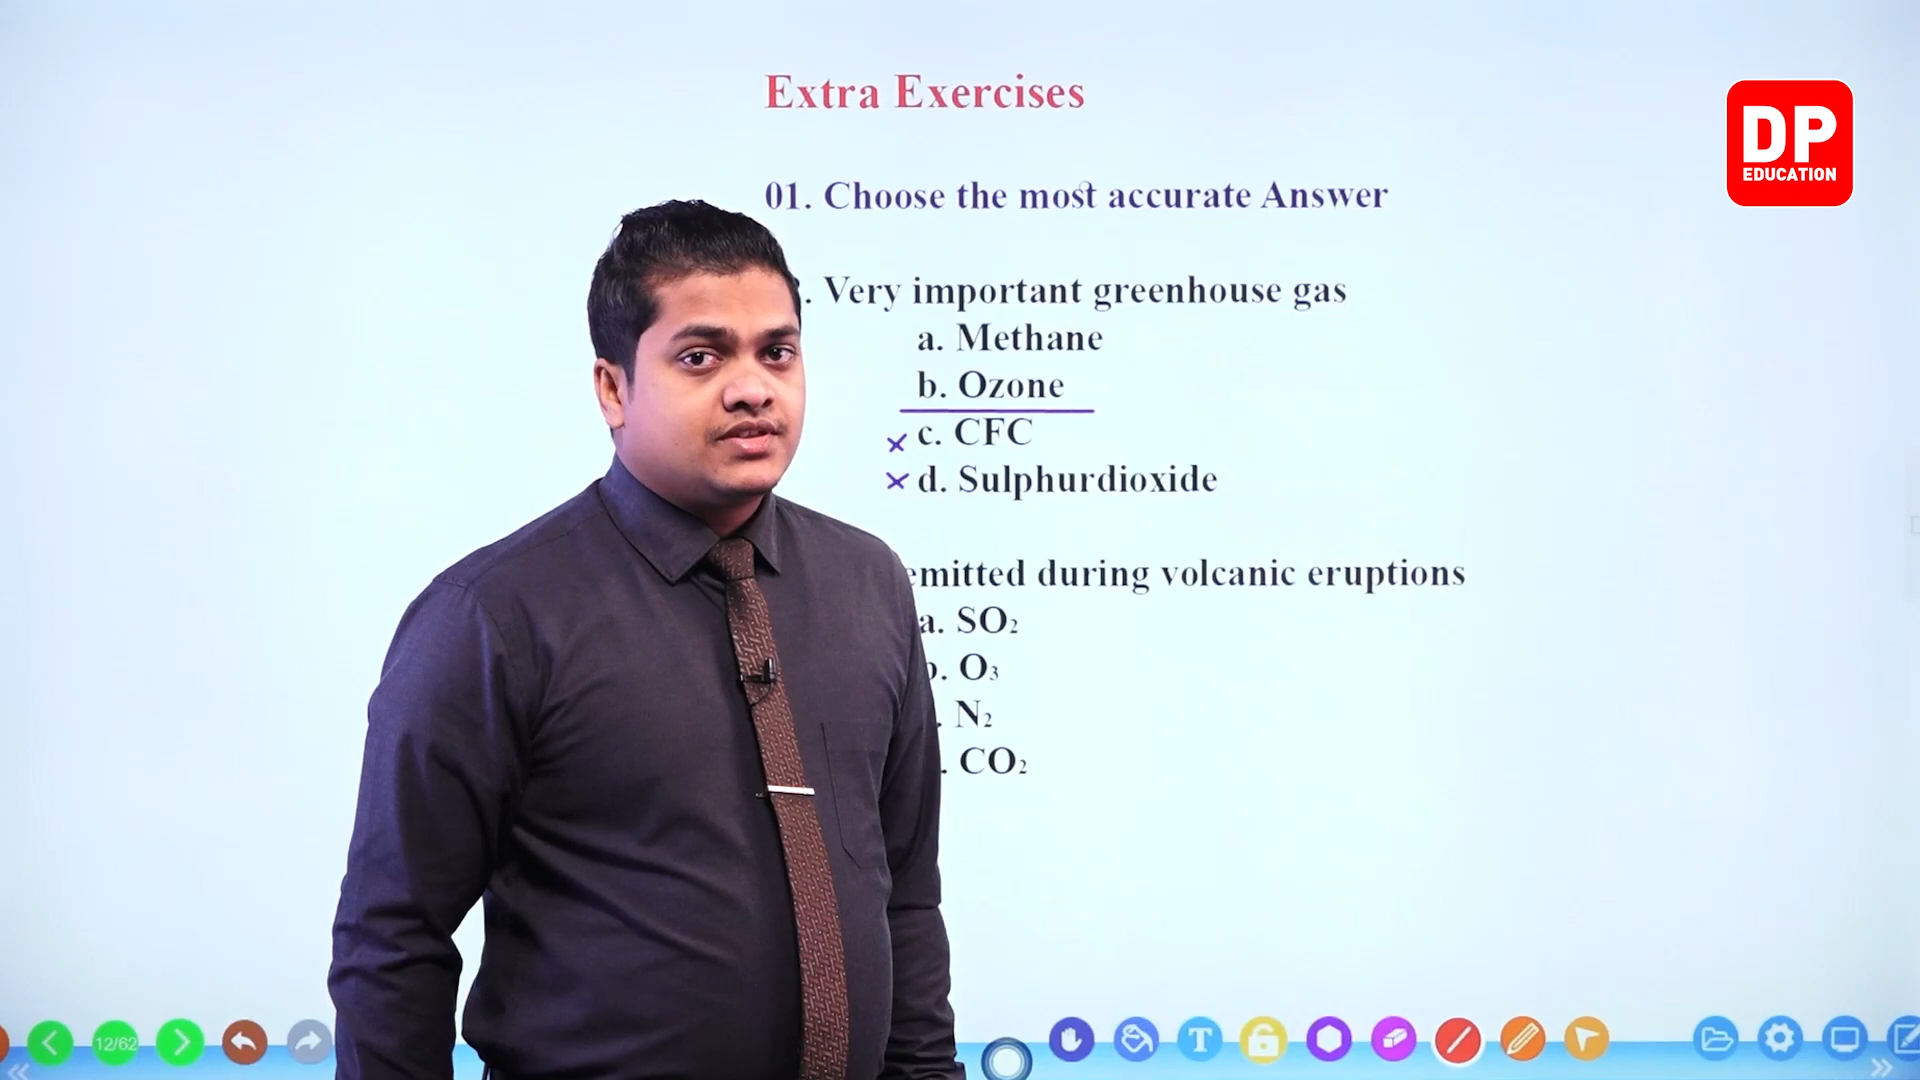 Extra Exercises
DP
EDUCATION
01. Choose the most accurate Answer
. Very important greenhouse gas
a. Methane
b. Ozone
× c. CFC
× d. Sulphurdioxide
emitted during volcanic eruptions
a. SO₂
. O₃
. N₂
. CO₂
12/62
T